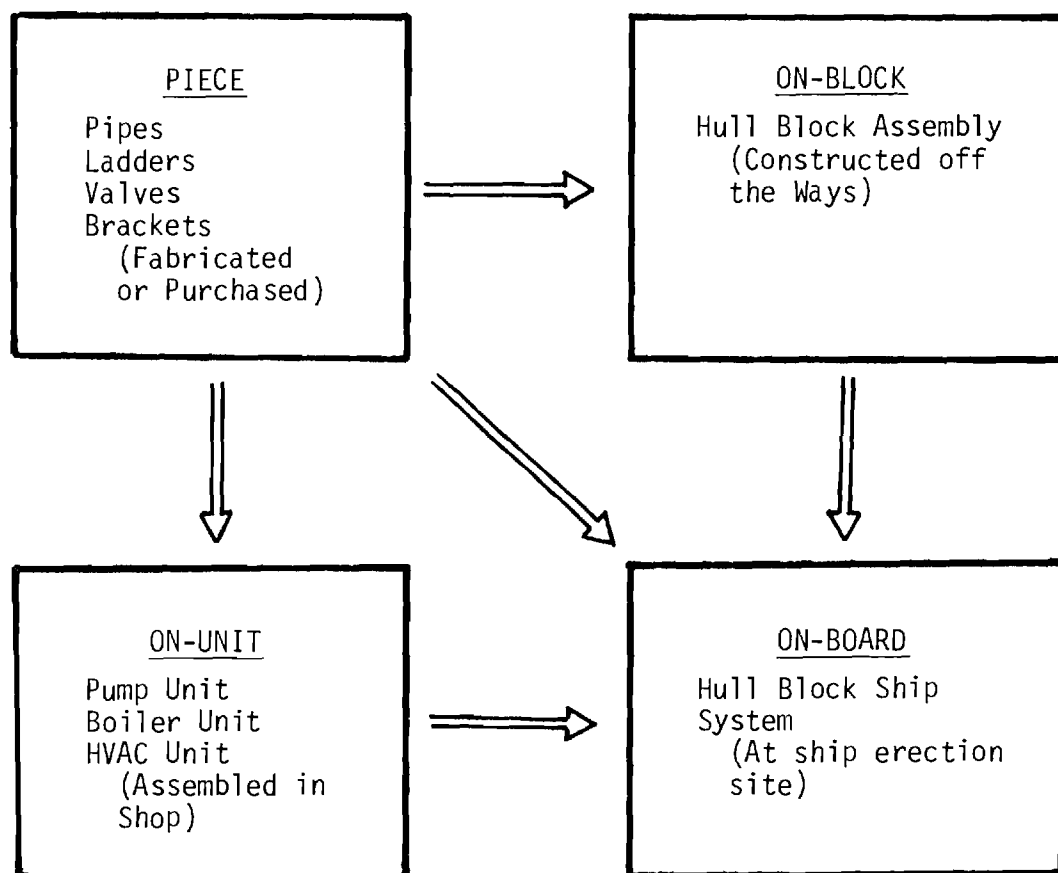 PIECE
Pipes
Ladders
Valves
Brackets
(Fabricated
or Purchased)
ON-BLOCK
Hull Block Assembly
(Constructed off
the Ways)
ON-UNIT
Pump Unit
Boiler Unit
HVAC Unit
(Assembled in
Shop)
ON-BOARD
Hull Block Ship
System
(At ship erection
site)